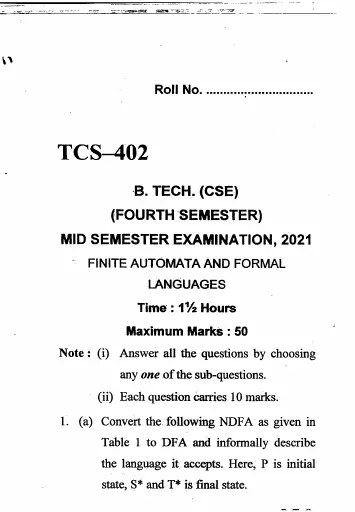 Roll No. ................................
TCS–402
B. TECH. (CSE)
(FOURTH SEMESTER)
MID SEMESTER EXAMINATION, 2021
FINITE AUTOMATA AND FORMAL
LANGUAGES
Time : 1½ Hours
Maximum Marks : 50
Note : (i) Answer all the questions by choosing
any one of the sub-questions.
(ii) Each question carries 10 marks.
1. (a) Convert the following NDFA as given in
Table 1 to DFA and informally describe
the language it accepts. Here, P is initial
state, S* and T* is final state.